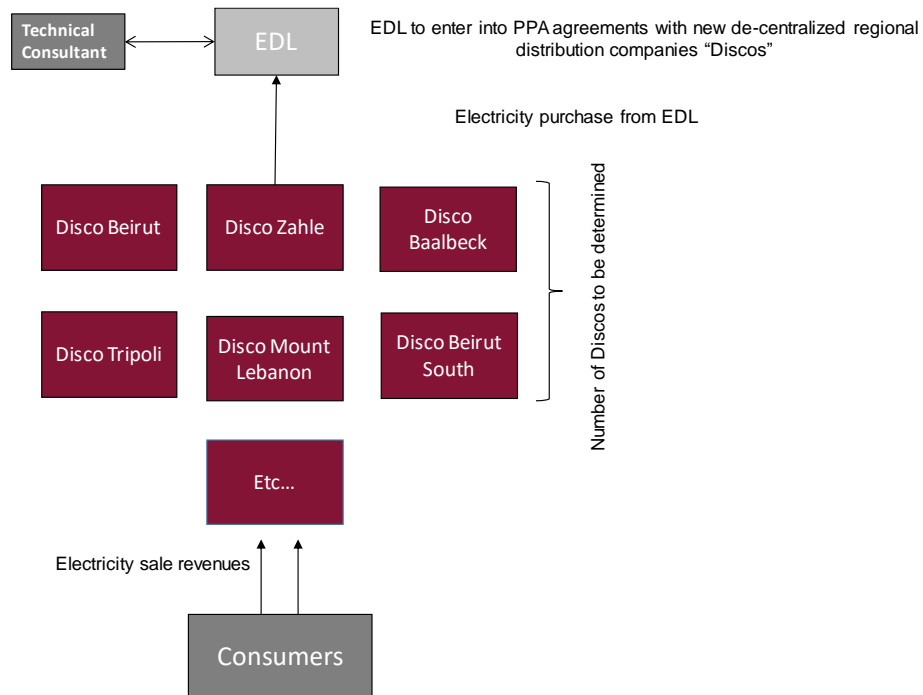 Technical
Consultant
EDL
EDL to enter into PPA agreements with new de-centralized regional
distribution companies “Discos”
Electricity purchase from EDL
Disco Beirut
Disco Zahle
Disco
Baalbeck
Disco Tripoli
Disco Mount
Lebanon
Disco Beirut
South
Number of Discos to be determined
Etc...
Electricity sale revenues
Consumers